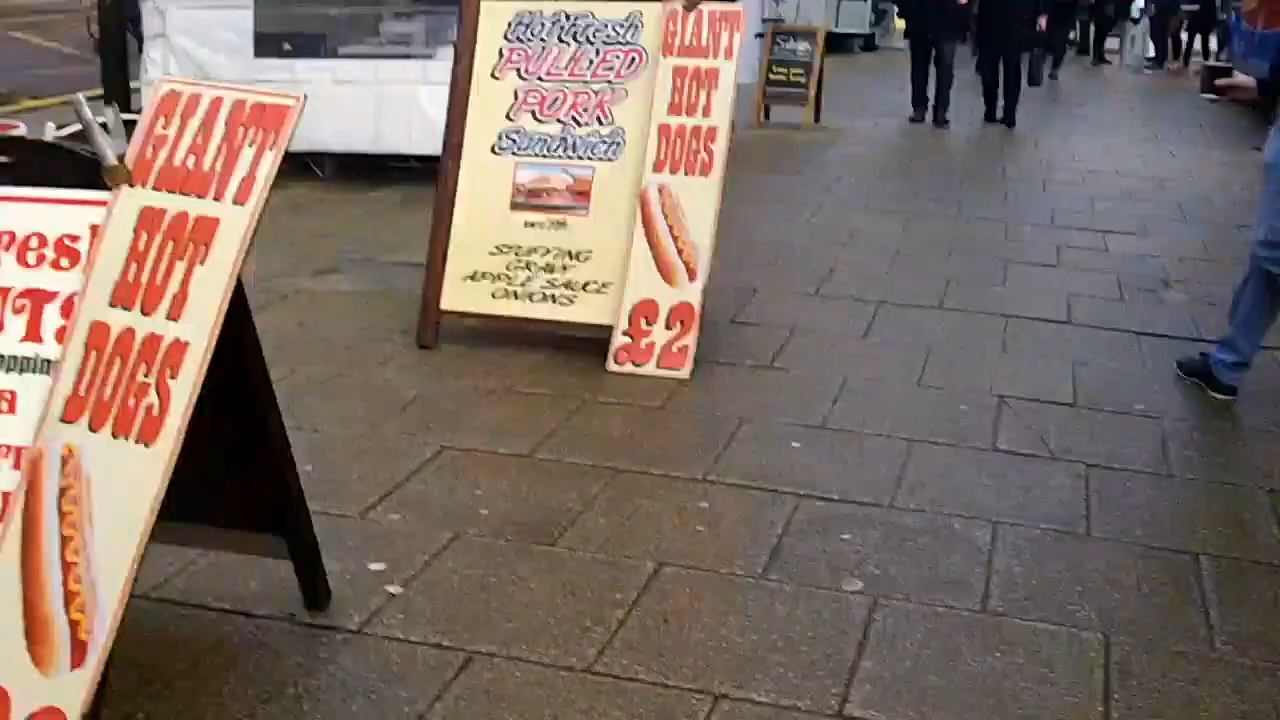 GIANT
HOT
DOGS
Hot Fresh
PULLED
PORK
Sandwich
STUFFING
GRAVY
APPLE SAUCE
ONIONS
GIANT
HOT
DOGS
£2